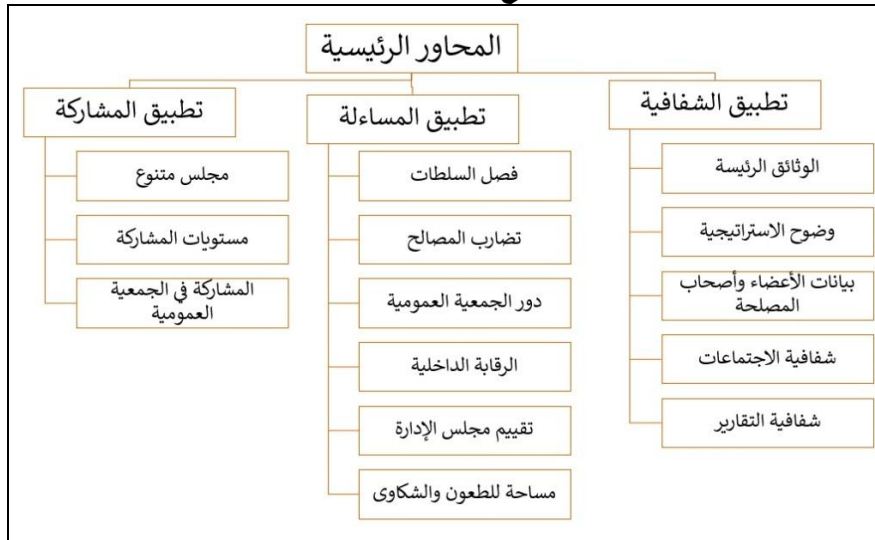 المحاور الرئيسية
تطبيق الشفافية
الوثائق الرئيسة
وضوح الاستراتيجية
بيانات الأعضاء وأصحاب
المصلحة
شفافية الاجتماعات
شفافية التقارير
تطبيق المساءلة
فصل السلطات
تضارب المصالح
دور الجمعية العمومية
الرقابة الداخلية
تقييم مجلس الإدارة
مساحة للطعون والشكاوى
تطبيق المشاركة
مجلس متنوع
مستويات المشاركة
المشاركة في الجمعية
العمومية